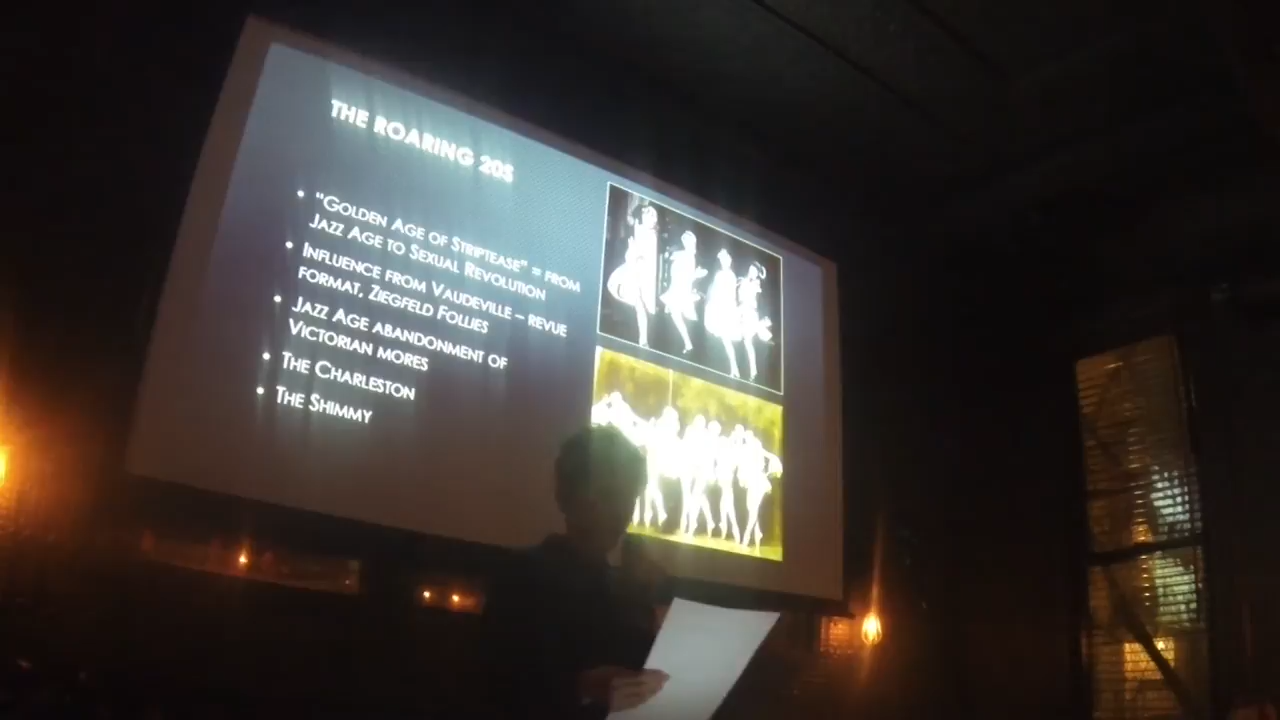 THE ROARING 20S
• "GOLDEN AGE OF STRIPTEASE" = FROM
JAZZ AGE TO SEXUAL REVOLUTION
• INFLUENCE FROM VAUDEVILLE – REVUE
FORMAT, ZIEGFELD FOLLIES
• JAZZ AGE ABANDONMENT OF
VICTORIAN MORES
• THE CHARLESTON
• THE SHIMMY